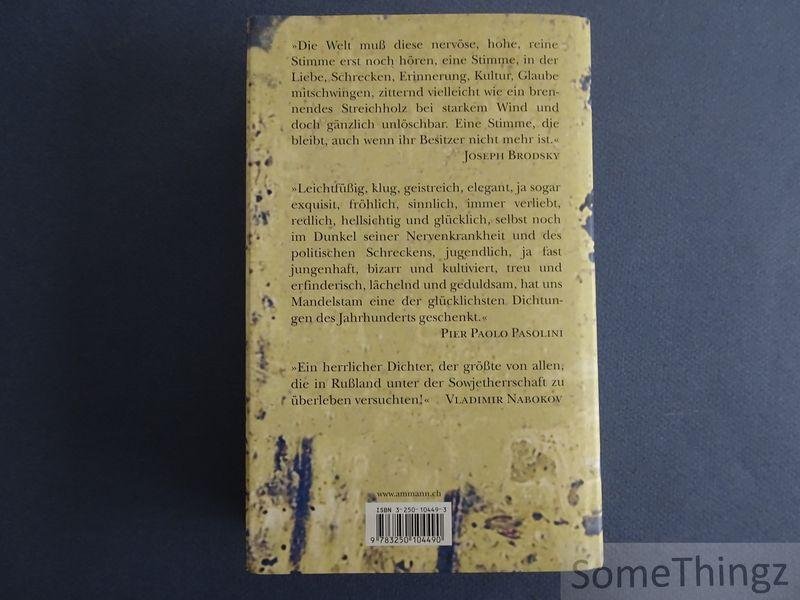 »Die Welt muß diese nervöse, hohe, reine
Stimme erst noch hören, eine Stimme, in der
Liebe, Schrecken, Erinnerung, Kultur, Glaube
mitschwingen, zitternd vielleicht wie ein bren-
nendes Streichholz bei starkem Wind und
doch gänzlich unlöschbar. Eine Stimme, die
bleibt, auch wenn ihr Besitzer nicht mehr ist.«
JOSEPH BRODSKY
»Leichtfüßig, klug, geistreich, elegant, ja sogar
exquisit, fröhlich, sinnlich, immer verliebt,
redlich, hellsichtig und glücklich, selbst noch
im Dunkel seiner Nervenkrankheit und des
politischen Schreckens, jugendlich, ja fast
jungenhaft, bizarr und kultiviert, treu und
erfinderisch, lächelnd und geduldsam, hat uns
Mandelstam eine der glücklichsten Dichtun-
gen des Jahrhunderts geschenkt.«
PIER PAOLO PASOLINI
»Ein herrlicher Dichter, der größte von allen,
die in Rußland unter der Sowjetherrschaft zu
überleben versuchten!« VLADIMIR NABOKOV
www.ammann.ch
ISBN 3-250-10449-3
9 783250 104490
SomeThingz